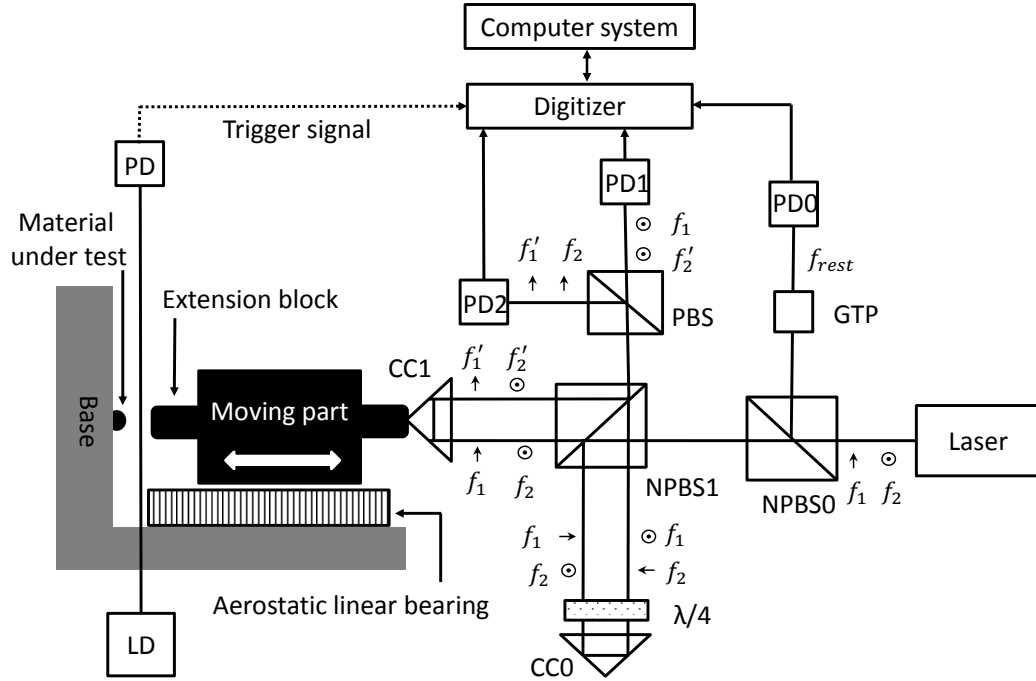 Computer system
Digitizer
Trigger signal
PD
PD1
PD0
Material
under test
f₁
f₂′
f₁′ f₂
f_rest
Extension block
PD2
PBS
GTP
CC1
f₁′ f₂′
Base
Moving part
Laser
f₁ f₂
NPBS1
NPBS0
f₁ f₂
f₁ f₁
f₂ f₂
Aerostatic linear bearing
λ/4
LD
CC0